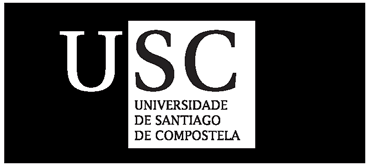 USC
UNIVERSIDADE
DE SANTIAGO
DE COMPOSTELA